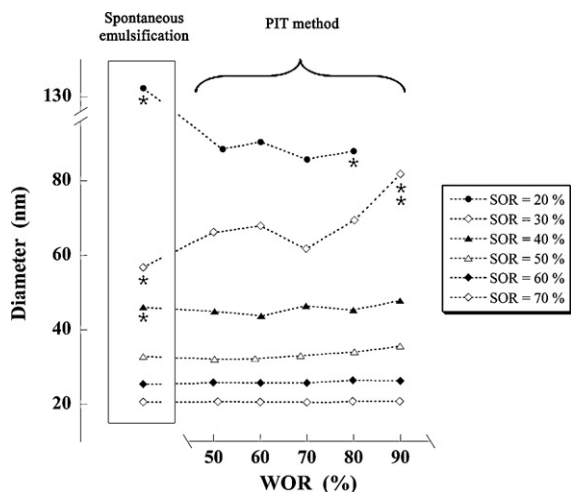 Spontaneous
emulsification
PIT method
130
80
60
40
20
Diameter (nm)
*
*
*
*
*
*
50 60 70 80 90
WOR (%)
SOR = 20 %
SOR = 30 %
SOR = 40 %
SOR = 50 %
SOR = 60 %
SOR = 70 %